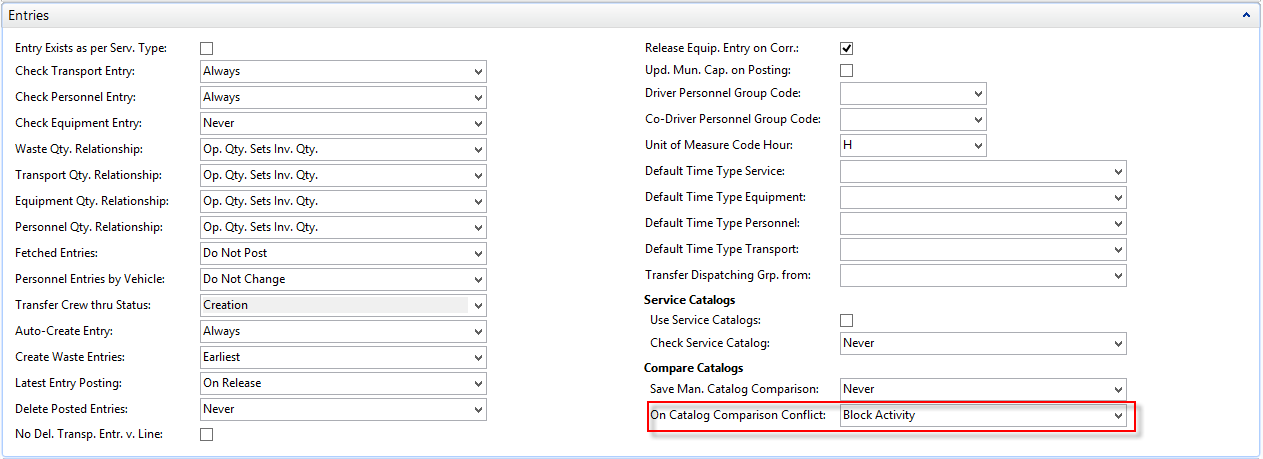 Entries
Entry Exists as per Serv. Type:
Check Transport Entry: Always
Check Personnel Entry: Always
Check Equipment Entry: Never
Waste Qty. Relationship: Op. Qty. Sets Inv. Qty.
Transport Qty. Relationship: Op. Qty. Sets Inv. Qty.
Equipment Qty. Relationship: Op. Qty. Sets Inv. Qty.
Personnel Qty. Relationship: Op. Qty. Sets Inv. Qty.
Fetched Entries: Do Not Post
Personnel Entries by Vehicle: Do Not Change
Transfer Crew thru Status: Creation
Auto-Create Entry: Always
Create Waste Entries: Earliest
Latest Entry Posting: On Release
Delete Posted Entries: Never
No Del. Transp. Entr. v. Line:
Release Equip. Entry on Corr.:
Upd. Mun. Cap. on Posting:
Driver Personnel Group Code:
Co-Driver Personnel Group Code:
Unit of Measure Code Hour: H
Default Time Type Service:
Default Time Type Equipment:
Default Time Type Personnel:
Default Time Type Transport:
Transfer Dispatching Grp. from:
Service Catalogs
Use Service Catalogs:
Check Service Catalog: Never
Compare Catalogs
Save Man. Catalog Comparison: Never
On Catalog Comparison Conflict: Block Activity